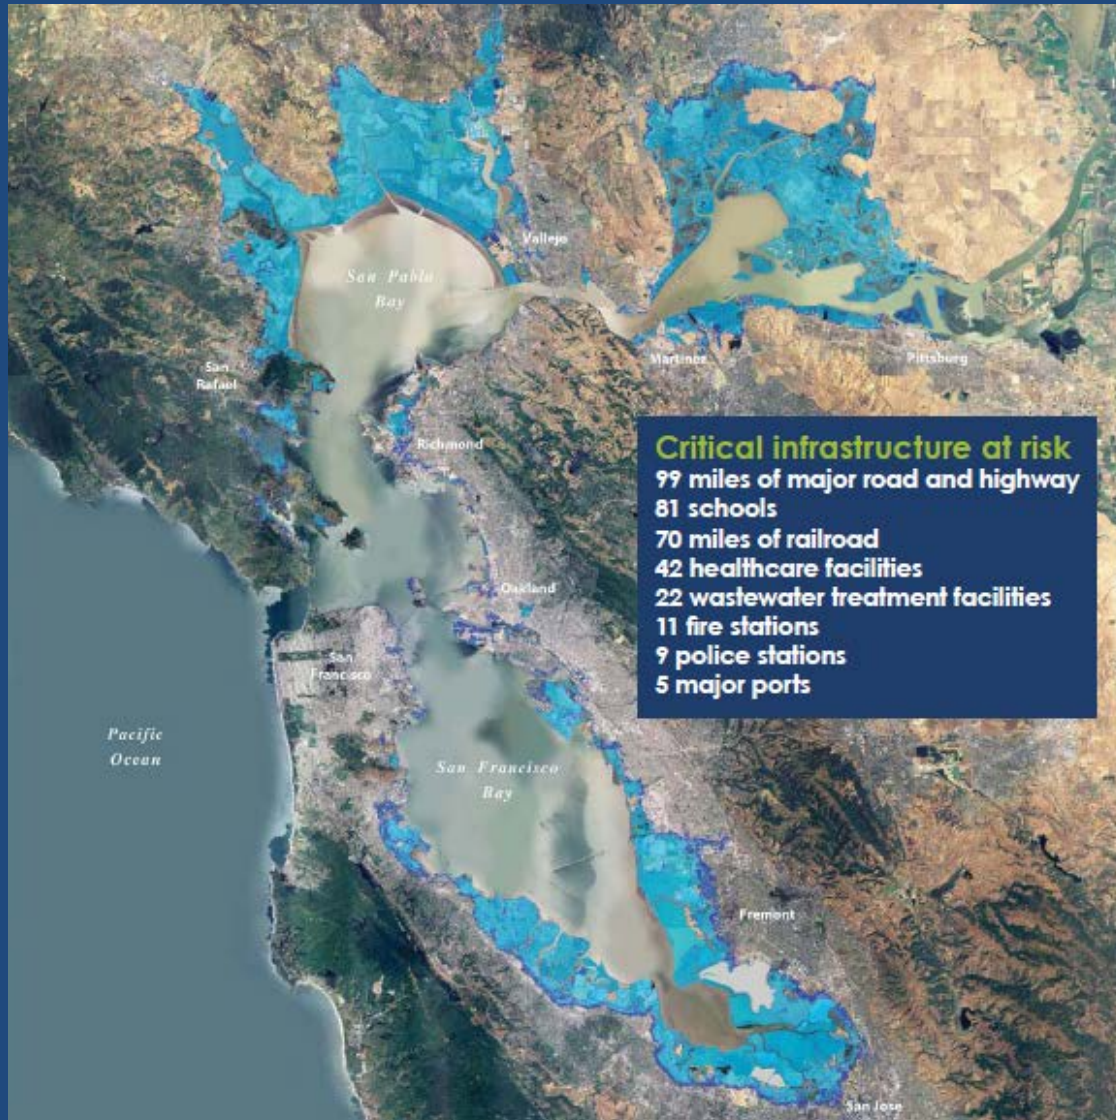 Vallejo
San Pablo
Bay
San
Rafael
Martinez
Pittsburg
Richmond
Critical infrastructure at risk
99 miles of major road and highway
81 schools
70 miles of railroad
42 healthcare facilities
22 wastewater treatment facilities
11 fire stations
9 police stations
5 major ports
Oakland
San
Francisco
Pacific
Ocean
San Francisco
Bay
Fremont
San Jose